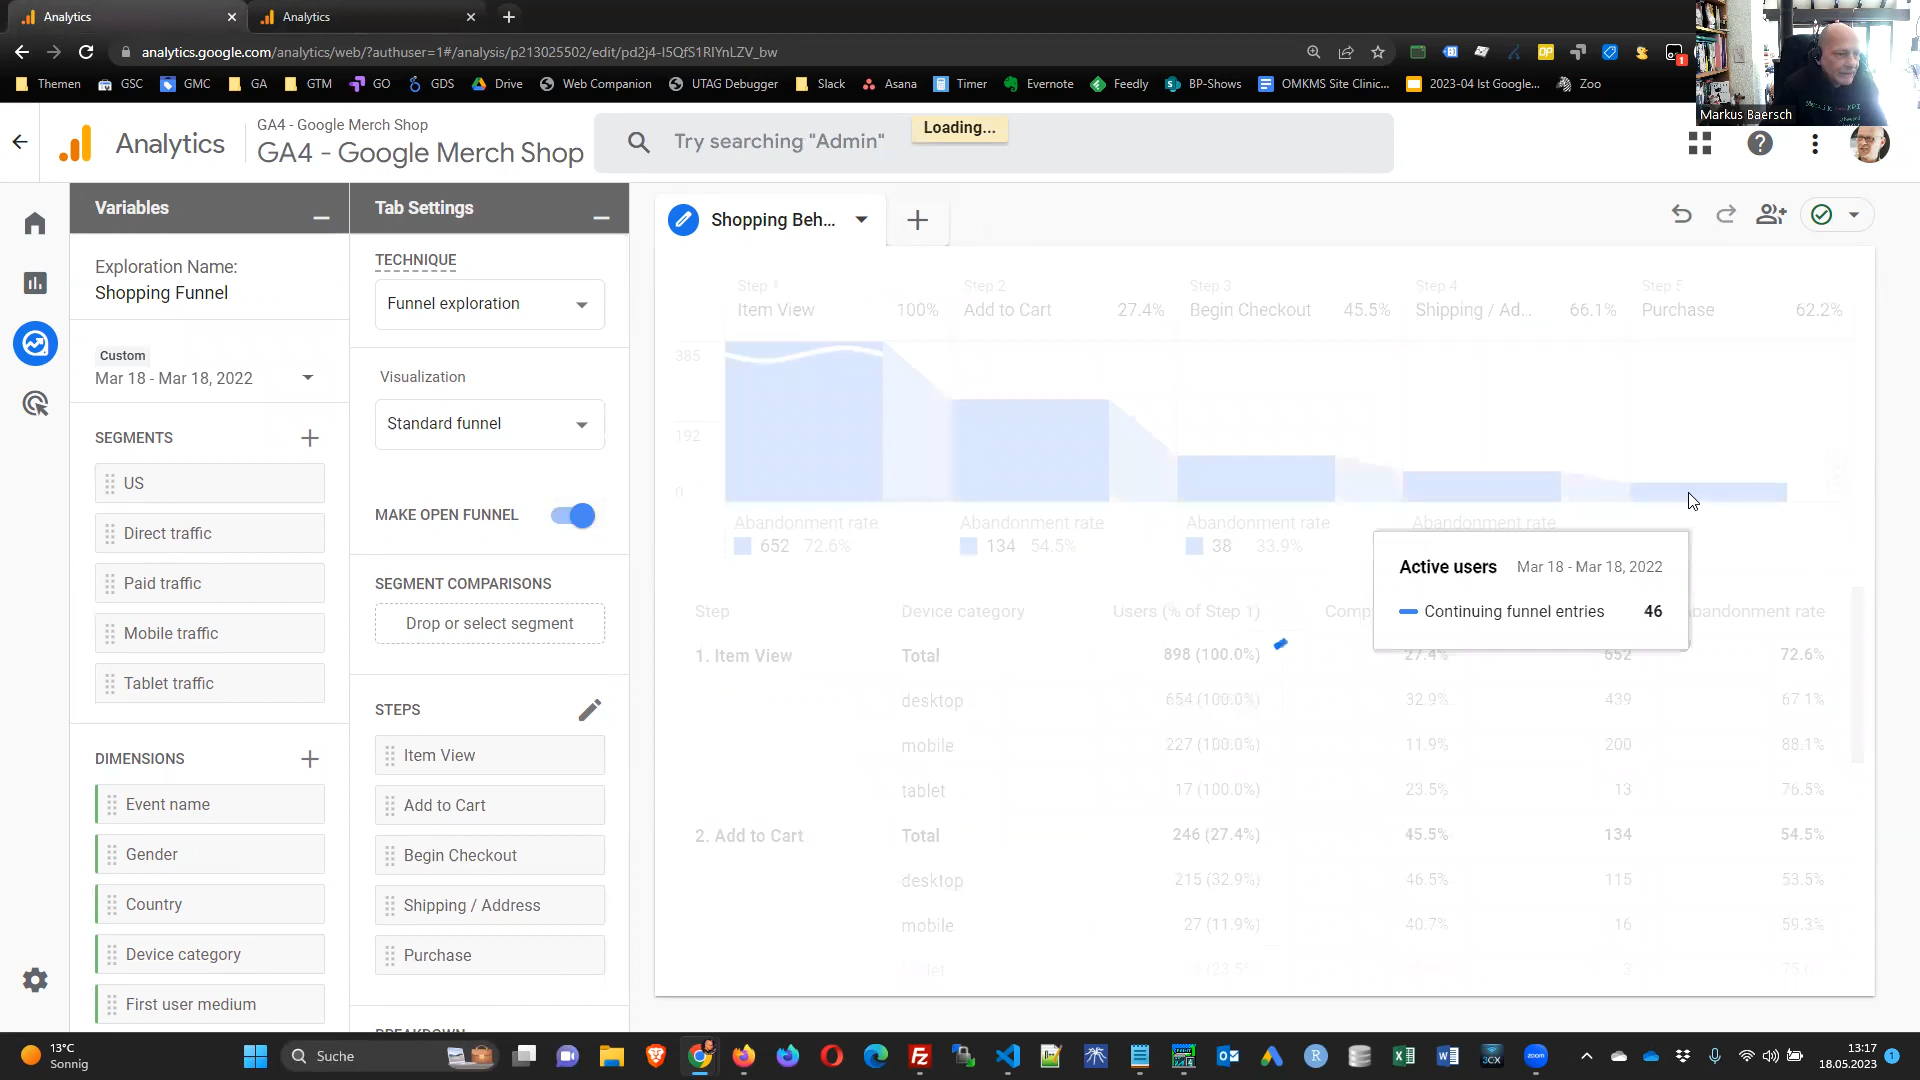 Analytics
Analytics
analytics.google.com/analytics/web/?authuser=1#/analysis/p213025502/edit/pd2j4-I5QfS1RIYnLZV_bw
Themen
GSC
GMC
GA
GTM
GO
GDS
Drive
Web Companion
UTAG Debugger
Slack
Asana
Timer
Evernote
Feedly
BP-Shows
OMKMS Site Clinic...
2023-04 Ist Google...
Zoo
Markus Baersch
Analytics
GA4 - Google Merch Shop
GA4 - Google Merch Shop
Try searching "Admin"
Loading...
Variables
Exploration Name:
Shopping Funnel
Custom
Mar 18 - Mar 18, 2022
SEGMENTS
US
Direct traffic
Paid traffic
Mobile traffic
Tablet traffic
DIMENSIONS
Event name
Gender
Country
Device category
First user medium
Tab Settings
TECHNIQUE
Funnel exploration
Visualization
Standard funnel
MAKE OPEN FUNNEL
SEGMENT COMPARISONS
Drop or select segment
STEPS
Item View
Add to Cart
Begin Checkout
Shipping / Address
Purchase
BREAKDOWN
Shopping Beh...
Step 1 Step 2 Step 3 Step 4 Step 5
Item View 100% Add to Cart 27.4% Begin Checkout 45.5% Shipping / Ad... 66.1% Purchase 62.2%
385
192
0
Abandonment rate Abandonment rate Abandonment rate Abandonment rate
652 72.6% 134 54.5% 38 33.9%
Active users Mar 18 - Mar 18, 2022
Continuing funnel entries 46
Step Device category Users (% of Step 1) Comp bandonment rate
1. Item View Total 898 (100.0%) 27.4% 652 72.6%
desktop 654 (100.0%) 32.9% 439 67.1%
mobile 227 (100.0%) 11.9% 200 88.1%
tablet 17 (100.0%) 23.5% 13 76.5%
2. Add to Cart Total 246 (27.4%) 45.5% 134 54.5%
desktop 215 (32.9%) 46.5% 115 53.5%
mobile 27 (11.9%) 40.7% 16 59.3%
13°C
Sonnig
Suche
13:17
18.05.2023